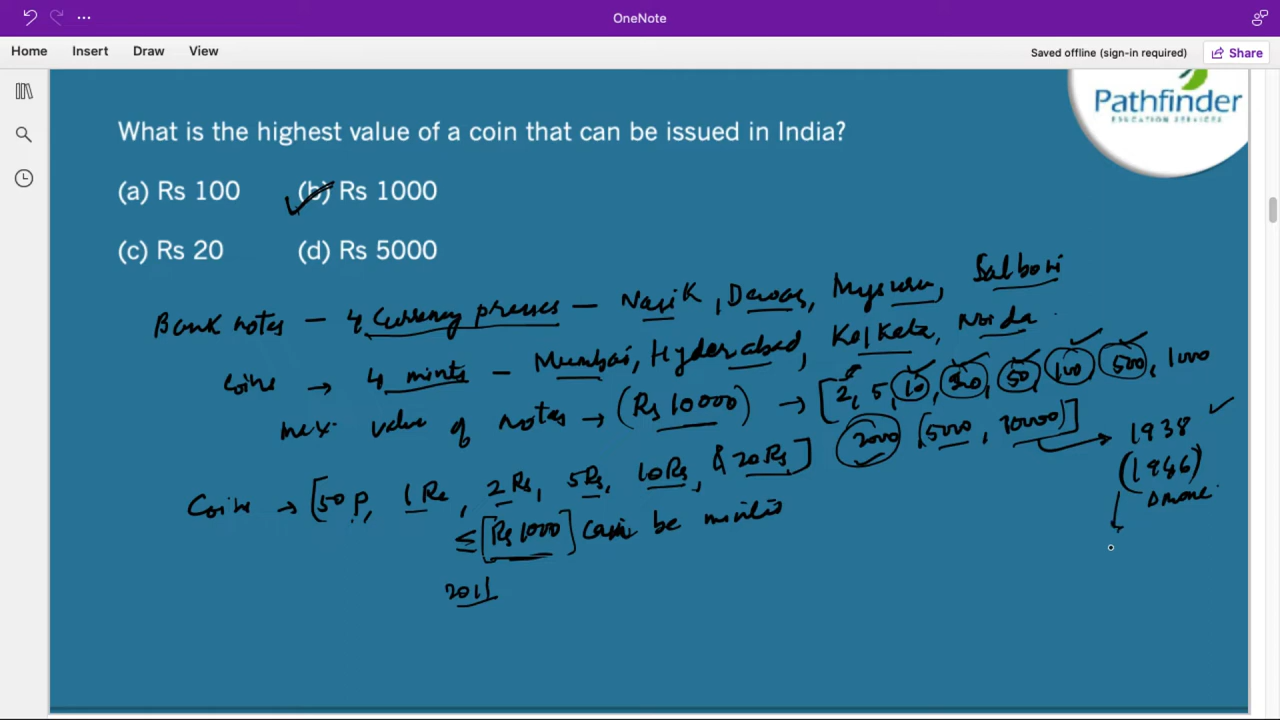 OneNote
Home Insert Draw View
Saved offline (sign-in required) Share
Pathfinder
EDUCATION SERVICES
What is the highest value of a coin that can be issued in India?
(a) Rs 100 (b) Rs 1000
(c) Rs 20 (d) Rs 5000
Bank notes - 4 Currency presses - Nasik, Dewas, Mysuru, Salboni
Coins → 4 mints - Mumbai, Hyderabad, Kolkata, Noida
max. value of notes → (Rs 10000) → [2, 5, 10, 20, 50, 100, 500, 1000
2000 [5000, 10000]] → 1938
Coins → [50 p, 1 Re, 2 Rs, 5 Rs, 10 Rs, & 20 Rs]
(1946)
≤ [Rs 1000] can be minted
2011